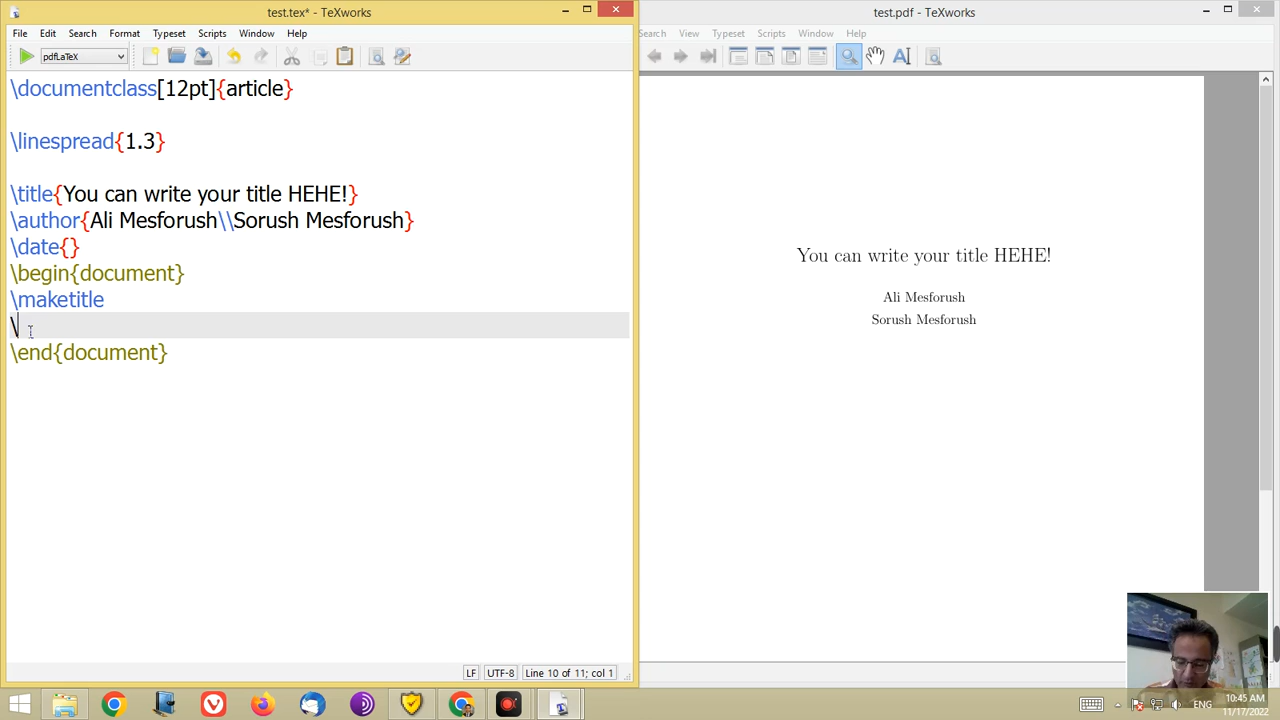 test.tex* - TeXworks
test.pdf - TeXworks
File Edit Search Format Typeset Scripts Window Help
Search View Typeset Scripts Window Help
pdfLaTeX
\documentclass[12pt]{article}
\linespread{1.3}
\title{You can write your title HEHE!}
\author{Ali Mesforush\\Sorush Mesforush}
\date{}
\begin{document}
\maketitle
\
\end{document}
You can write your title HEHE!
Ali Mesforush
Sorush Mesforush
LF UTF-8 Line 10 of 11; col 1
ENG
10:45 AM
11/17/2022